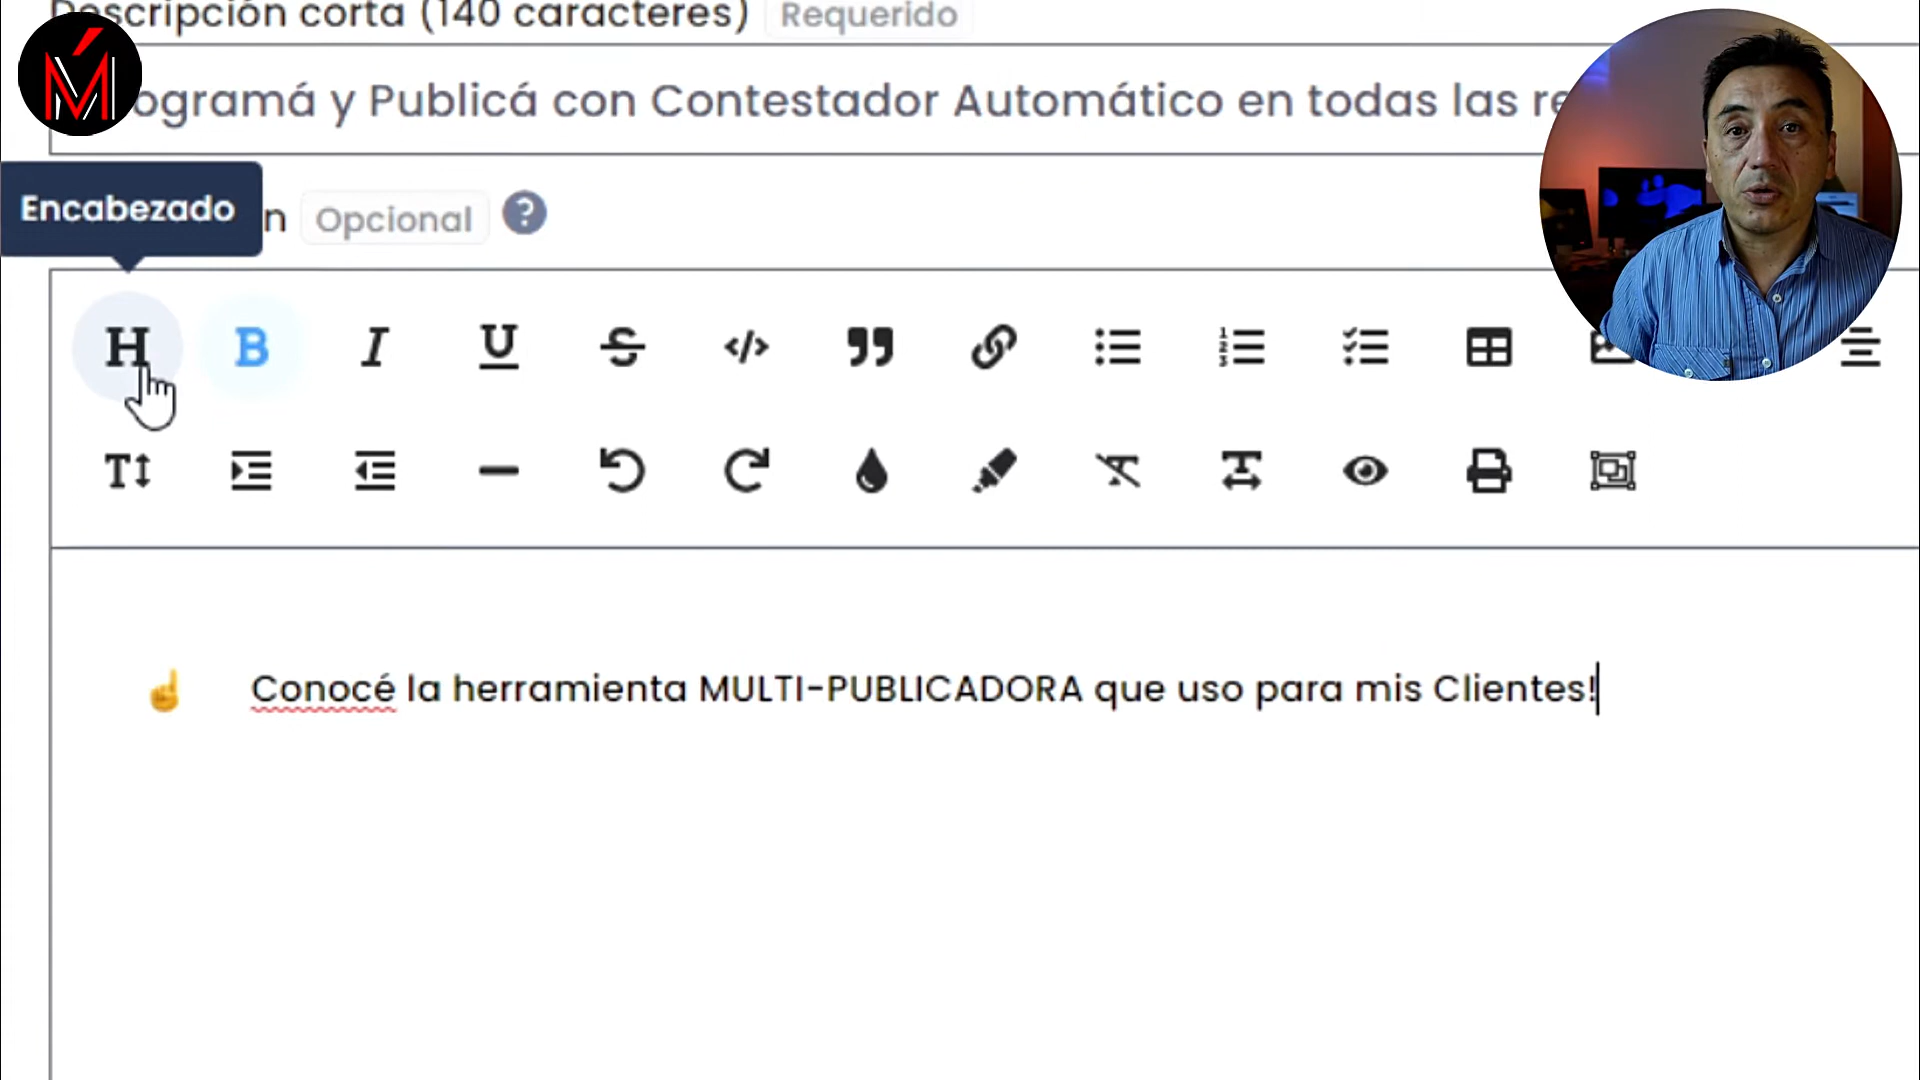 Descripción corta (140 caracteres) Requerido
ogramá y Publicá con Contestador Automático en todas las re
Encabezado n Opcional ?
H B I U S </> ”
T
Conocé la herramienta MULTI-PUBLICADORA que uso para mis Clientes!